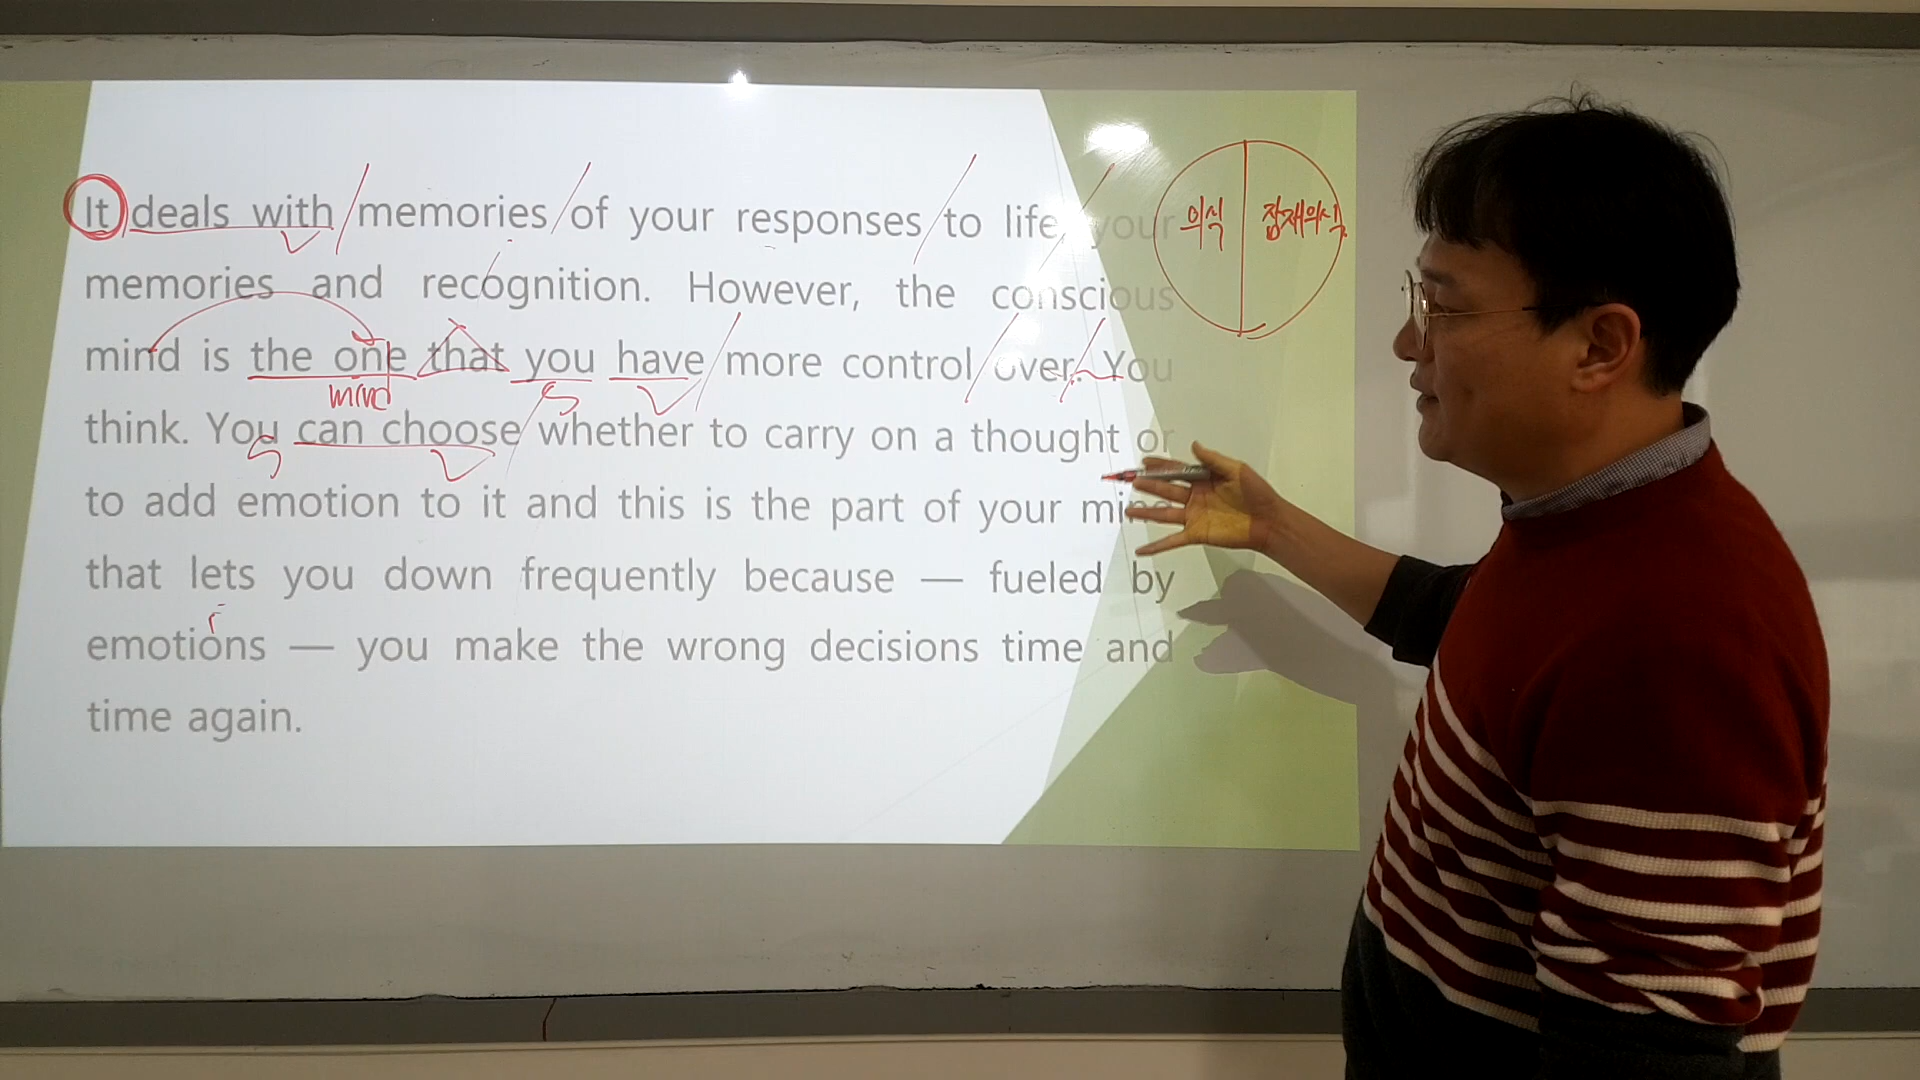 It deals with memories of your responses to life, your
memories and recognition. However, the conscious
mind is the one that you have more control over. You
mind
S V
think. You can choose whether to carry on a thought or
S V
to add emotion to it and this is the part of your mind
that lets you down frequently because — fueled by
emotions — you make the wrong decisions time and
time again.
의식 잠재의식